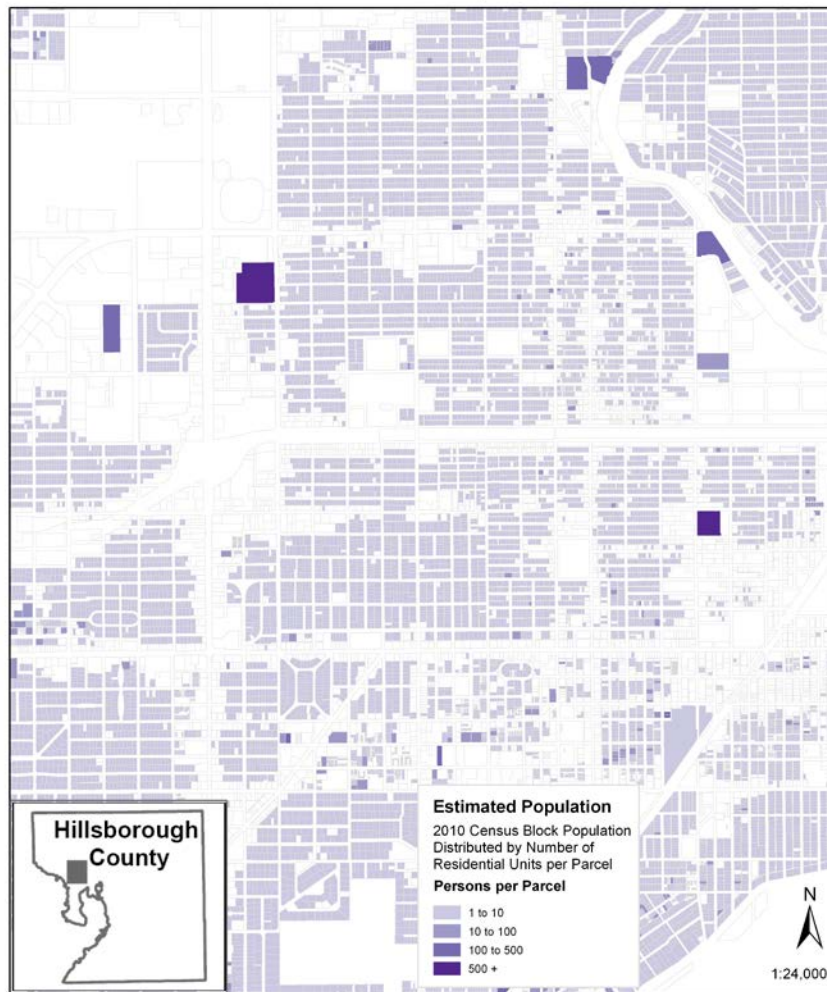 Hillsborough
County
Estimated Population
2010 Census Block Population
Distributed by Number of
Residential Units per Parcel
Persons per Parcel
1 to 10
10 to 100
100 to 500
500 +
N
1:24,000